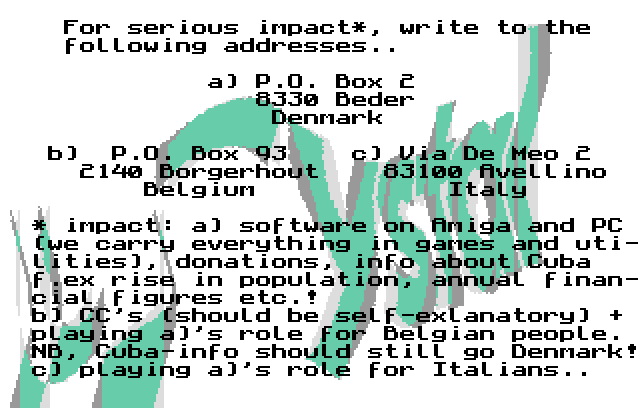 For serious impact*, write to the
following addresses..
a) P.O. Box 2
8330 Beder
Denmark
b) P.O. Box 93
2140 Borgerhout
Belgium
c) Via De Meo 2
83100 Avellino
Italy
* impact: a) software on Amiga and PC
(we carry everything in games and uti-
lities), donations, info about Cuba
f.ex rise in population, annual finan-
cial figures etc.!
b) CC's (should be self-exlanatory) +
playing a)'s role for Belgian people.
NB, Cuba-info should still go Denmark!
c) playing a)'s role for Italians..